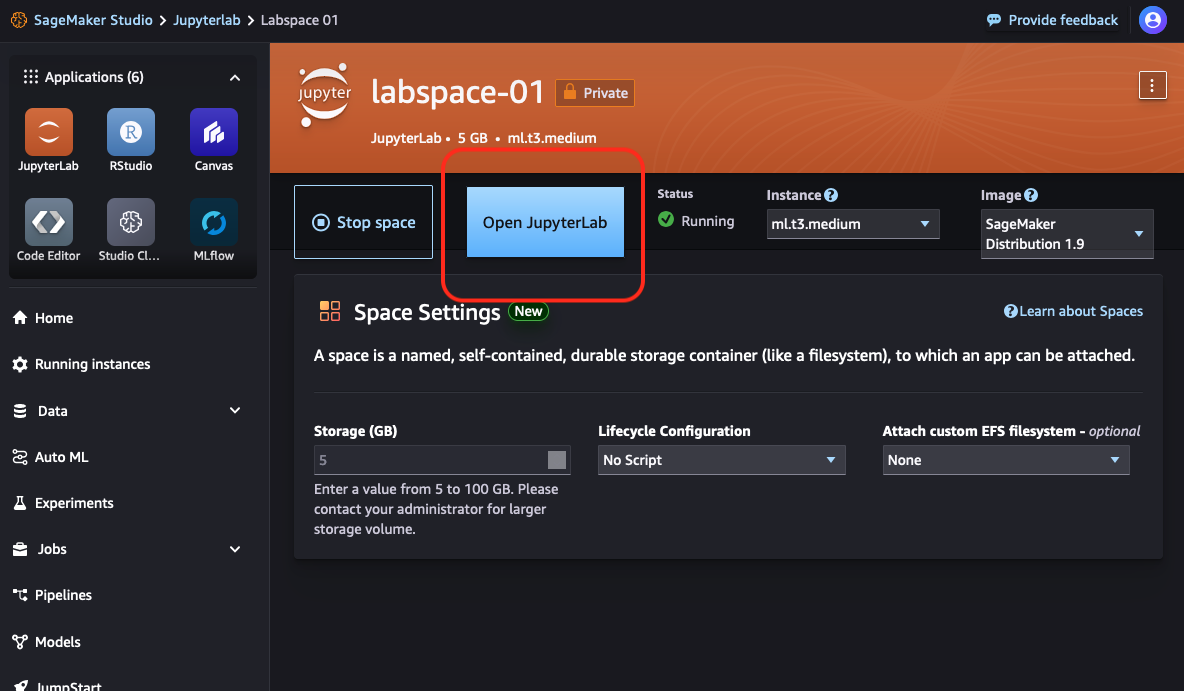 SageMaker Studio > Jupyterlab > Labspace 01
Provide feedback
Applications (6)
JupyterLab
RStudio
Canvas
Code Editor
Studio Cl...
MLflow
Home
Running instances
Data
Auto ML
Experiments
Jobs
Pipelines
Models
JumpStart
jupyter
labspace-01
Private
JupyterLab • 5 GB • ml.t3.medium
Stop space
Open JupyterLab
Status
Running
Instance
ml.t3.medium
Image
SageMaker
Distribution 1.9
Space Settings
New
Learn about Spaces
A space is a named, self-contained, durable storage container (like a filesystem), to which an app can be attached.
Storage (GB)
5
Enter a value from 5 to 100 GB. Please
contact your administrator for larger
storage volume.
Lifecycle Configuration
No Script
Attach custom EFS filesystem - optional
None